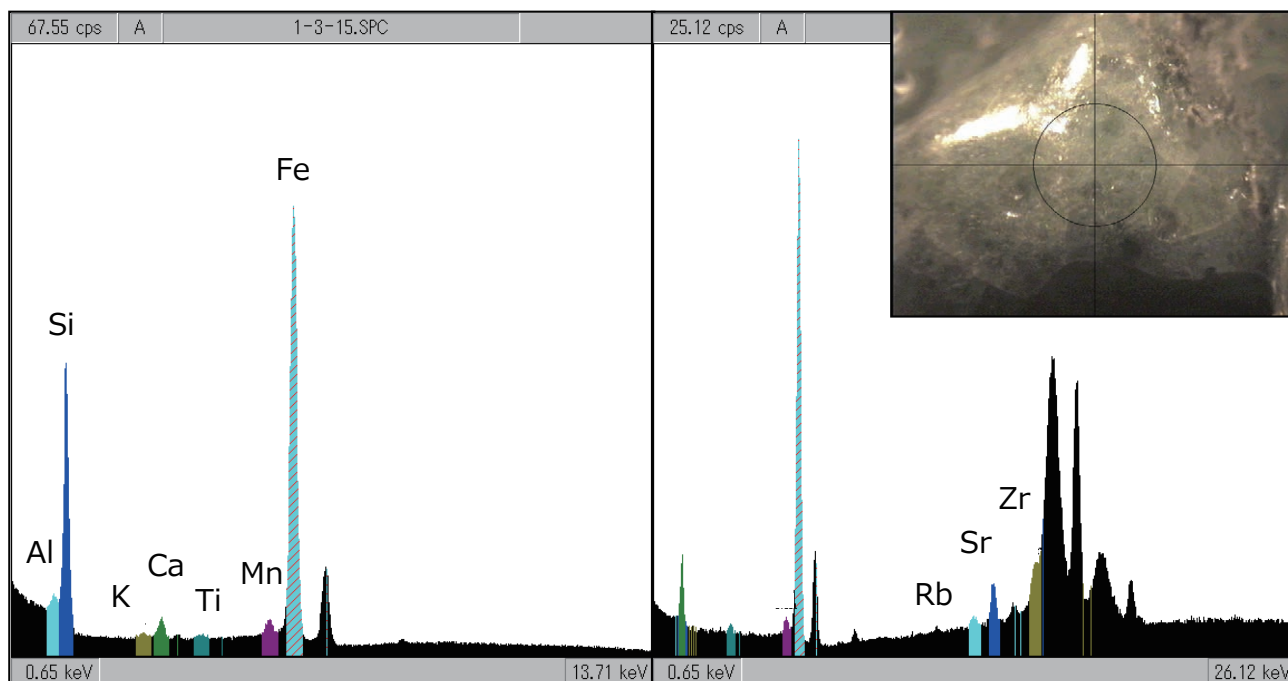 67.55 cps A 1-3-15.SPC
Fe
Si
Al
K
Ca
Ti
Mn
0.65 keV 13.71 keV
25.12 cps A
Zr
Sr
Rb
0.65 keV 26.12 keV